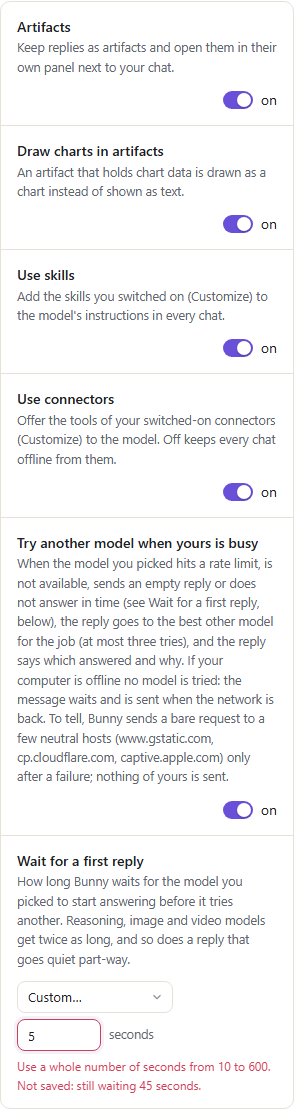 Artifacts
Keep replies as artifacts and open them in their
own panel next to your chat.
on
Draw charts in artifacts
An artifact that holds chart data is drawn as a
chart instead of shown as text.
on
Use skills
Add the skills you switched on (Customize) to
the model's instructions in every chat.
on
Use connectors
Offer the tools of your switched-on connectors
(Customize) to the model. Off keeps every chat
offline from them.
on
Try another model when yours is busy
When the model you picked hits a rate limit, is
not available, sends an empty reply or does
not answer in time (see Wait for a first reply,
below), the reply goes to the best other model
for the job (at most three tries), and the reply
says which answered and why. If your
computer is offline no model is tried: the
message waits and is sent when the network is
back. To tell, Bunny sends a bare request to a
few neutral hosts (www.gstatic.com,
cp.cloudflare.com, captive.apple.com) only
after a failure; nothing of yours is sent.
on
Wait for a first reply
How long Bunny waits for the model you
picked to start answering before it tries
another. Reasoning, image and video models
get twice as long, and so does a reply that
goes quiet part-way.
Custom...
5 seconds
Use a whole number of seconds from 10 to 600.
Not saved: still waiting 45 seconds.